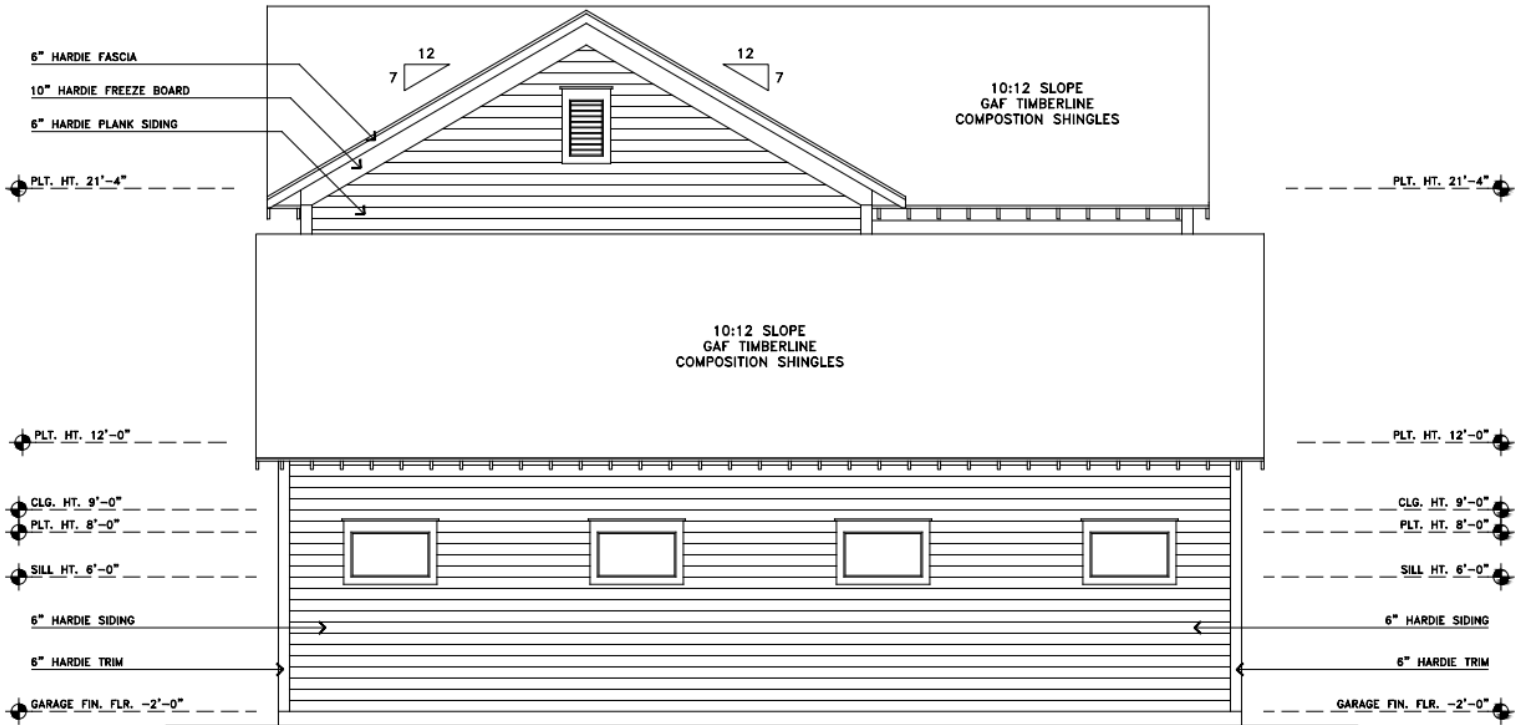 6" HARDIE FASCIA
10" HARDIE FREEZE BOARD
6" HARDIE PLANK SIDING
12
7
12
7
10:12 SLOPE
GAF TIMBERLINE
COMPOSTION SHINGLES
PLT. HT. 21'-4"
PLT. HT. 21'-4"
10:12 SLOPE
GAF TIMBERLINE
COMPOSITION SHINGLES
PLT. HT. 12'-0"
PLT. HT. 12'-0"
CLG. HT. 9'-0"
CLG. HT. 9'-0"
PLT. HT. 8'-0"
PLT. HT. 8'-0"
SILL HT. 6'-0"
SILL HT. 6'-0"
6" HARDIE SIDING
6" HARDIE SIDING
6" HARDIE TRIM
6" HARDIE TRIM
GARAGE FIN. FLR. -2'-0"
GARAGE FIN. FLR. -2'-0"